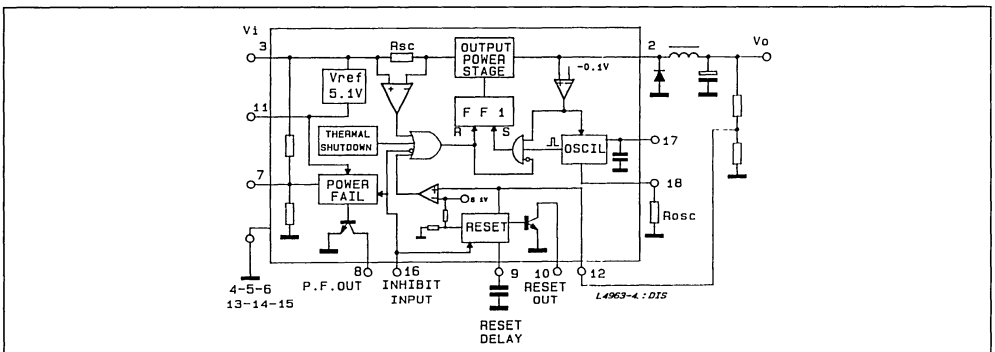 Vi
3
Rsc
OUTPUT
POWER
STAGE
2
Vo
-0.1V
Vref
5.1V
+ -
+
11
F F 1
R S
THERMAL
SHUTDOWN
OSCIL
17
7
POWER
FAIL
18
Rosc
5.1V
+
-
RESET
8
P.F.OUT
16
INHIBIT
INPUT
9
RESET
DELAY
10
RESET
OUT
12
4-5-6
13-14-15
L4963-4.:DIS